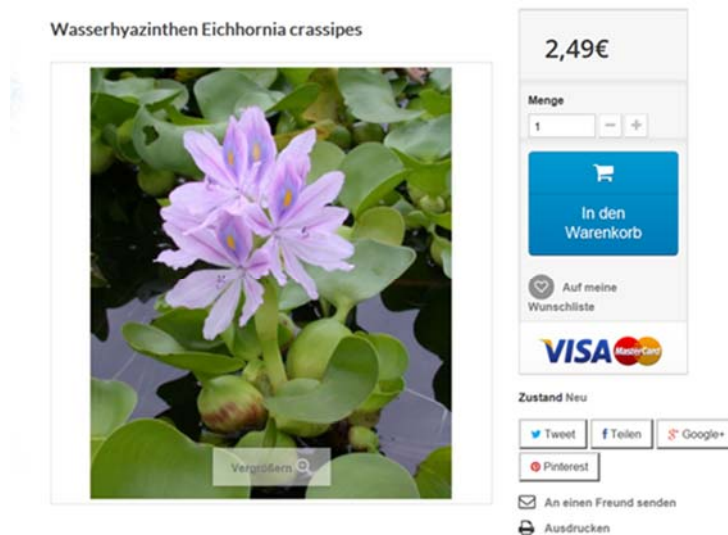 Wasserhyazinthen Eichhornia crassipes
Vergrößern
2,49€
Menge
1
In den
Warenkorb
Auf meine
Wunschliste
VISA MasterCard
Zustand Neu
Tweet
Teilen
Google+
Pinterest
An einen Freund senden
Ausdrucken